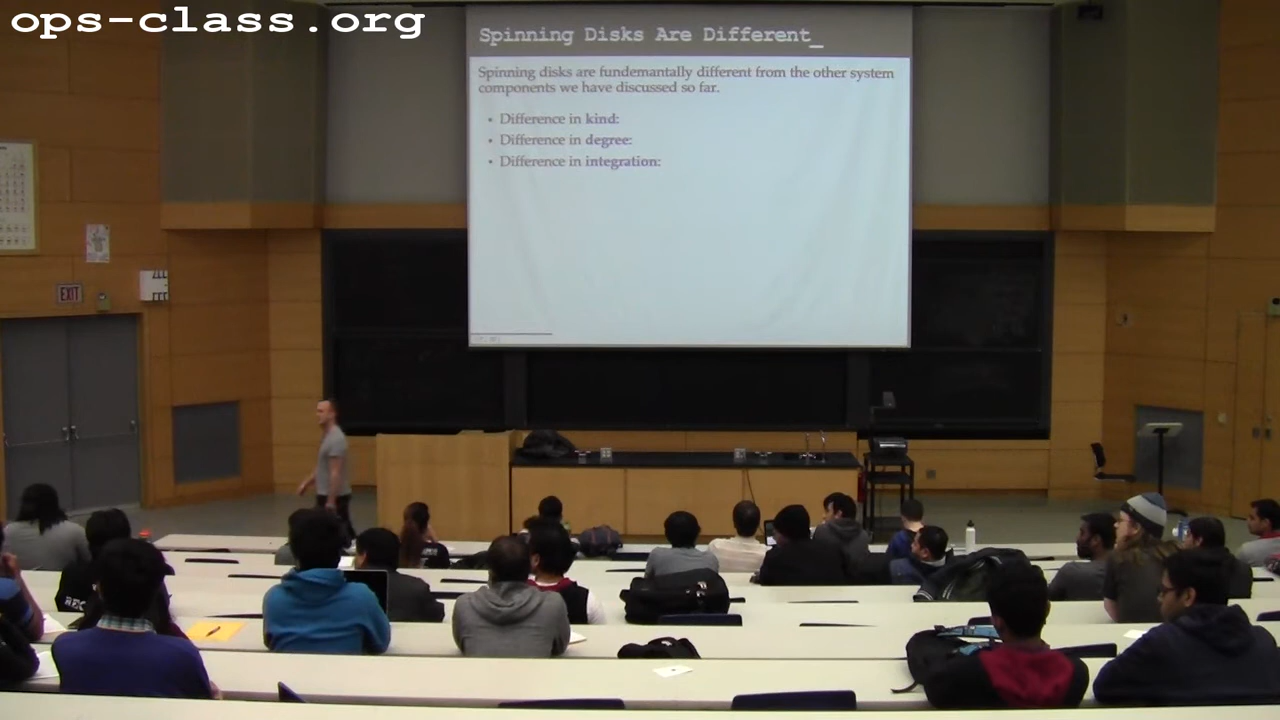 ops-class.org
Spinning Disks Are Different_
Spinning disks are fundemantally different from the other system
components we have discussed so far.
• Difference in kind:
• Difference in degree:
• Difference in integration:
EXIT